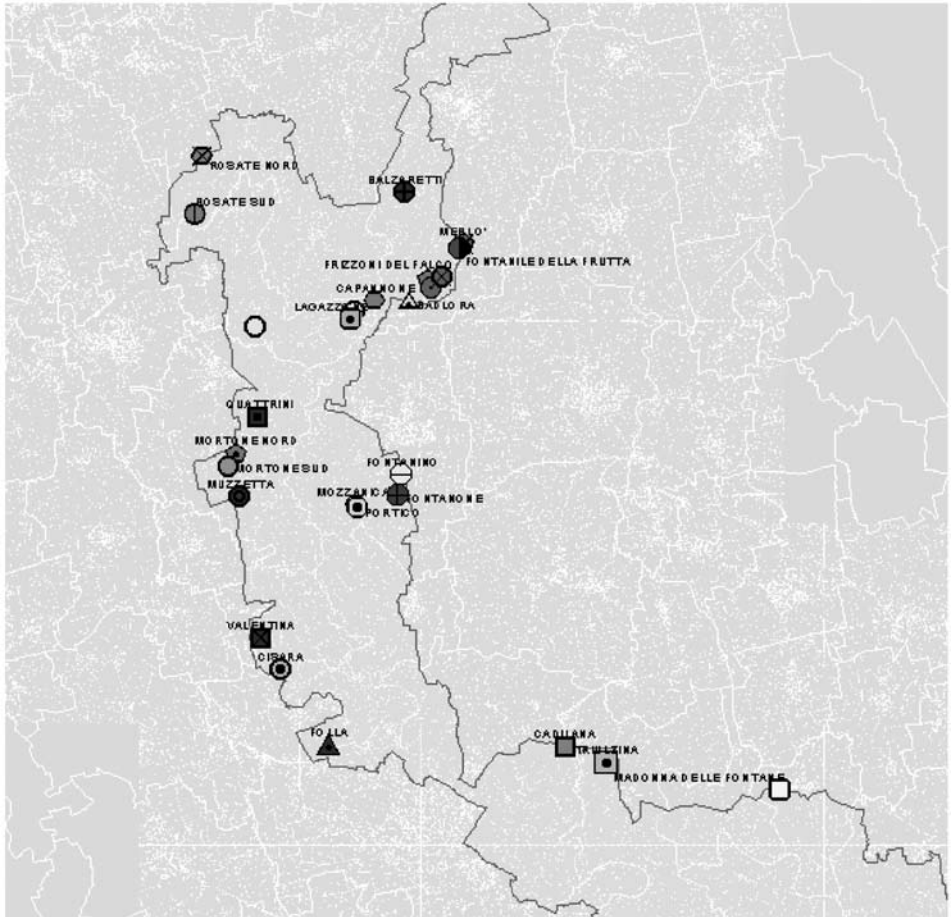 ROSATE NORD
BALZARETTI
ROSATE SUD
MERLO'
FRIZZONI DEL FALCO
FONTANILE DELLA FRUTTA
CAPANNONE
BADLORA
QUATTRINI
MORTONE NORD
FONTANINO
MORTONE SUD
MUZZETTA
MOZZANICA
FONTANONE
PORTICO
VALENTINA
CISARA
FOLLA
CADILANA
TRIULZINA
MADONNA DELLE FONTANE